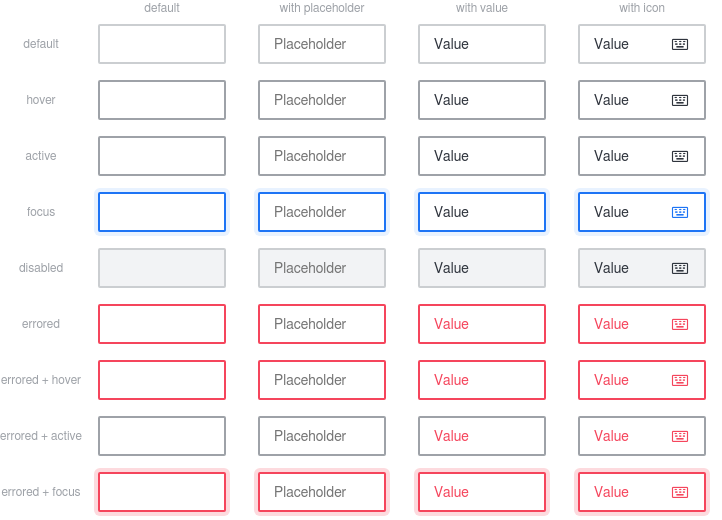 default with placeholder with value with icon
default Placeholder Value Value
hover Placeholder Value Value
active Placeholder Value Value
focus Placeholder Value Value
disabled Placeholder Value Value
errored Placeholder Value Value
errored + hover Placeholder Value Value
errored + active Placeholder Value Value
errored + focus Placeholder Value Value